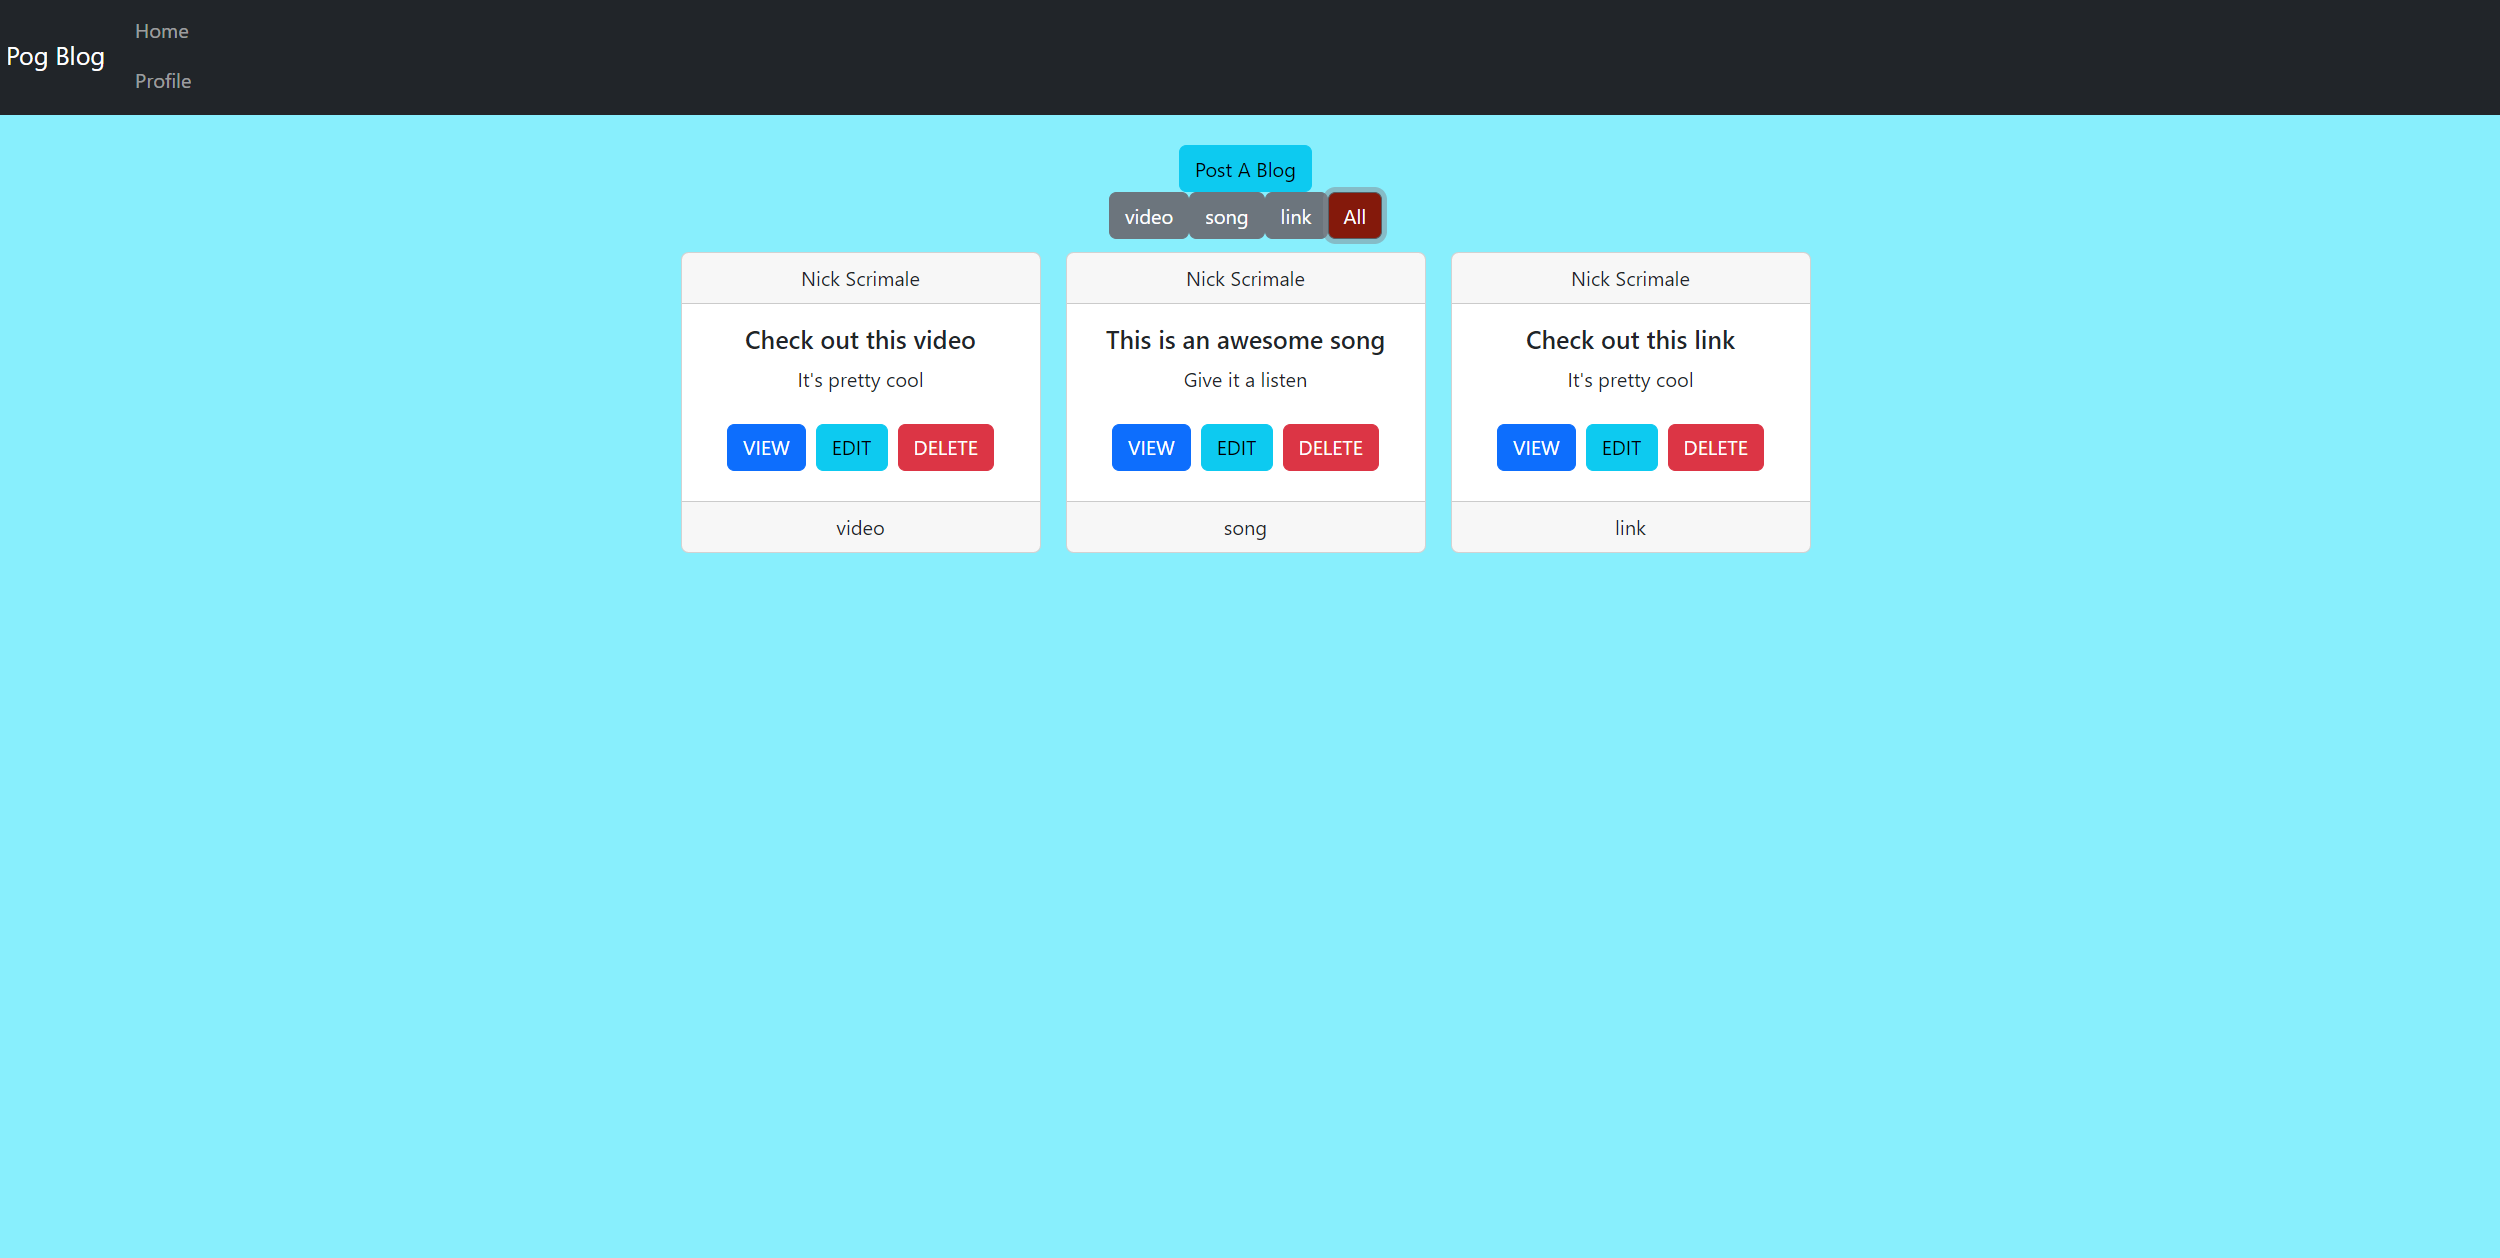 Pog Blog
Home
Profile
Post A Blog
video song link All
Nick Scrimale
Check out this video
It's pretty cool
VIEW EDIT DELETE
video
Nick Scrimale
This is an awesome song
Give it a listen
VIEW EDIT DELETE
song
Nick Scrimale
Check out this link
It's pretty cool
VIEW EDIT DELETE
link